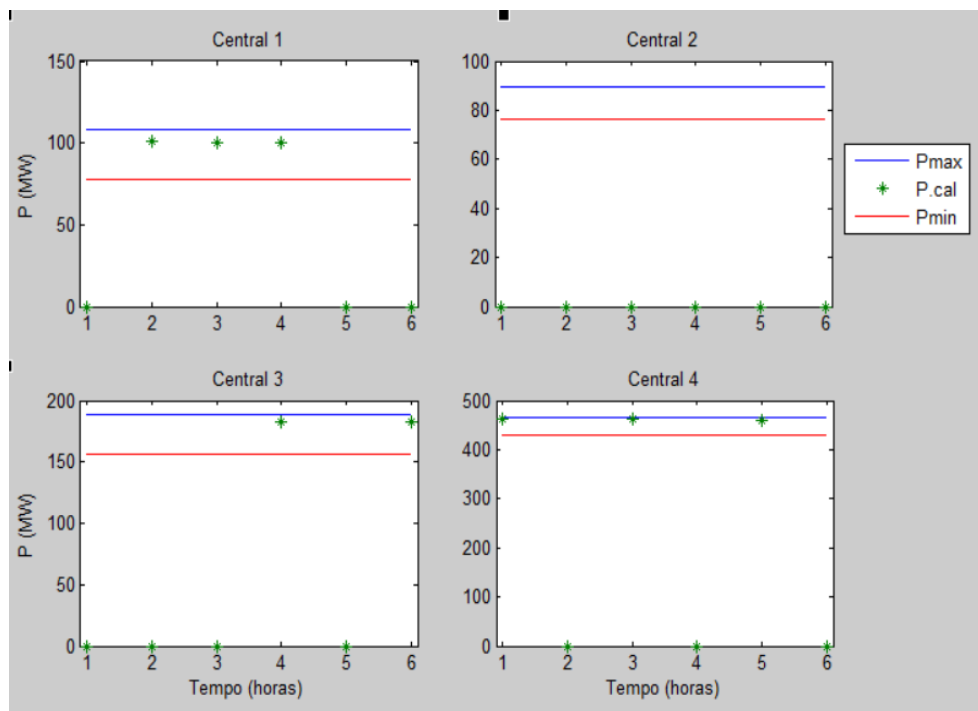 Central 1
150
100
50
0
P (MW)
1 2 3 4 5 6
Central 2
100
80
60
40
20
0
1 2 3 4 5 6
Pmax
P.cal
Pmin
Central 3
200
150
100
50
0
P (MW)
1 2 3 4 5 6
Tempo (horas)
Central 4
500
400
300
200
100
0
1 2 3 4 5 6
Tempo (horas)